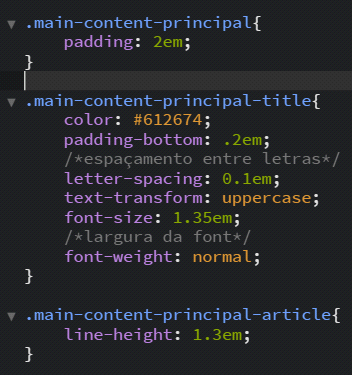 .main-content-principal{
padding: 2em;
}
.main-content-principal-title{
color: #612674;
padding-bottom: .2em;
/*espaçamento entre letras*/
letter-spacing: 0.1em;
text-transform: uppercase;
font-size: 1.35em;
/*largura da font*/
font-weight: normal;
}
.main-content-principal-article{
line-height: 1.3em;
}